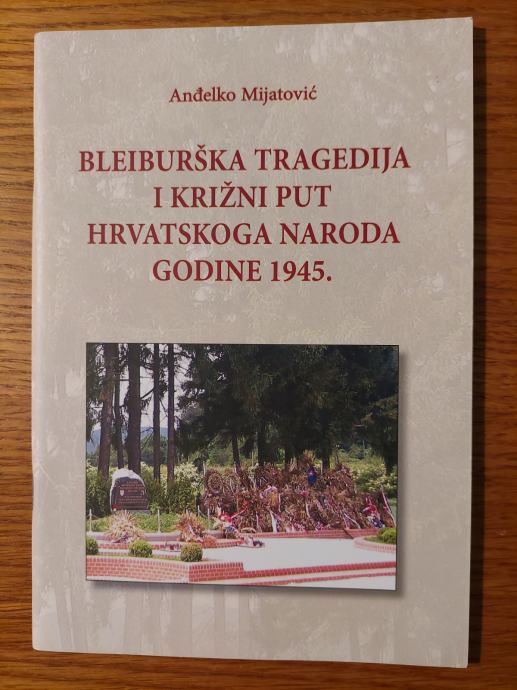 Anđelko Mijatović
BLEIBURŠKA TRAGEDIJA
I KRIŽNI PUT
HRVATSKOGA NARODA
GODINE 1945.